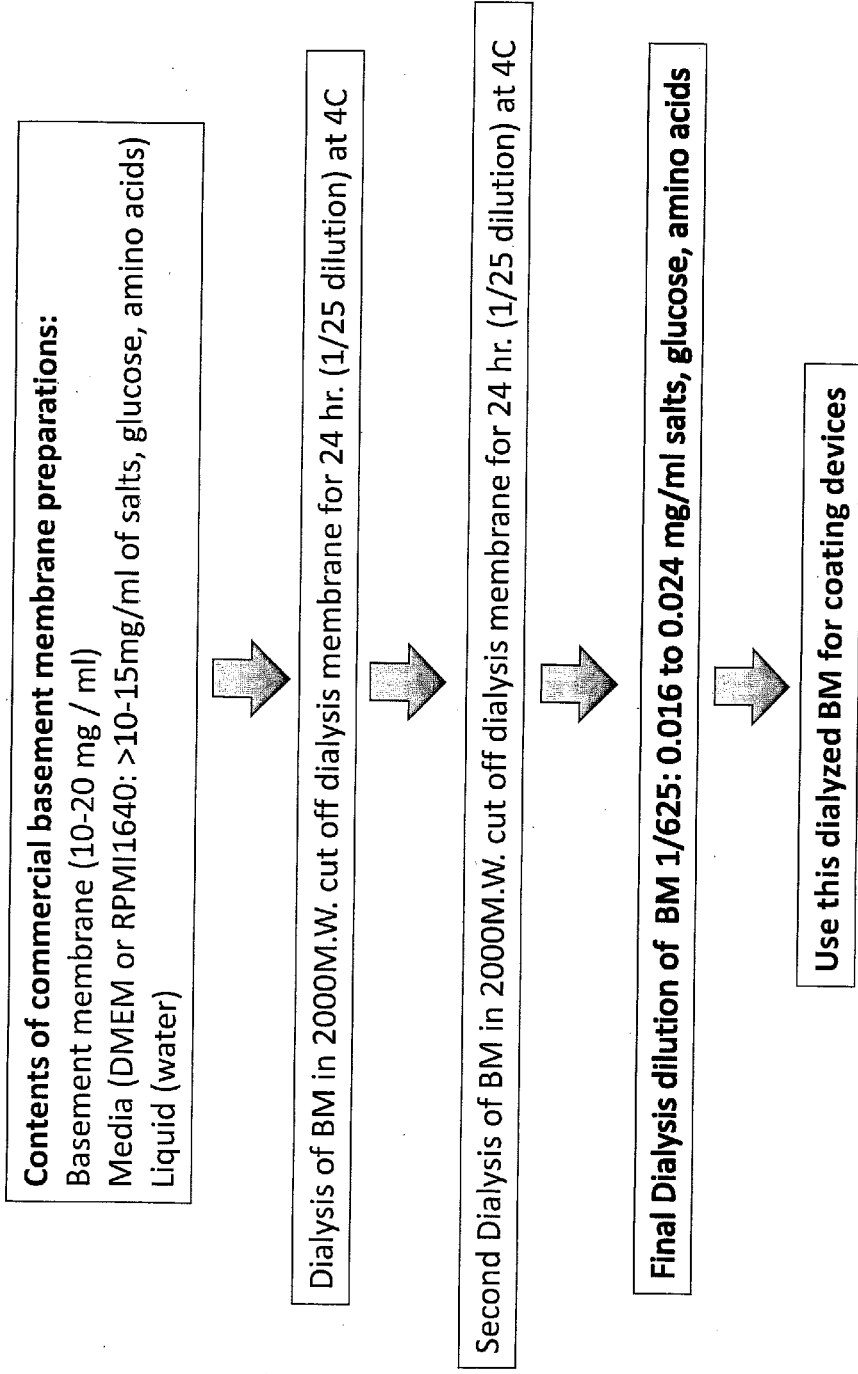 Contents of commercial basement membrane preparations:
Basement membrane (10-20 mg / ml)
Media (DMEM or RPMI1640: >10-15mg/ml of salts, glucose, amino acids)
Liquid (water)
Dialysis of BM in 2000M.W. cut off dialysis membrane for 24 hr. (1/25 dilution) at 4C
Second Dialysis of BM in 2000M.W. cut off dialysis membrane for 24 hr. (1/25 dilution) at 4C
Final Dialysis dilution of BM 1/625: 0.016 to 0.024 mg/ml salts, glucose, amino acids
Use this dialyzed BM for coating devices